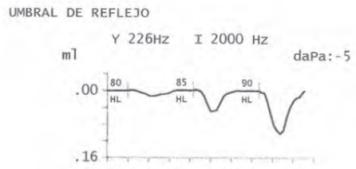 UMBRAL DE REFLEJO
Y 226Hz I 2000 Hz
ml daPa:-5
80 85 90
.00 HL HL HL
.16